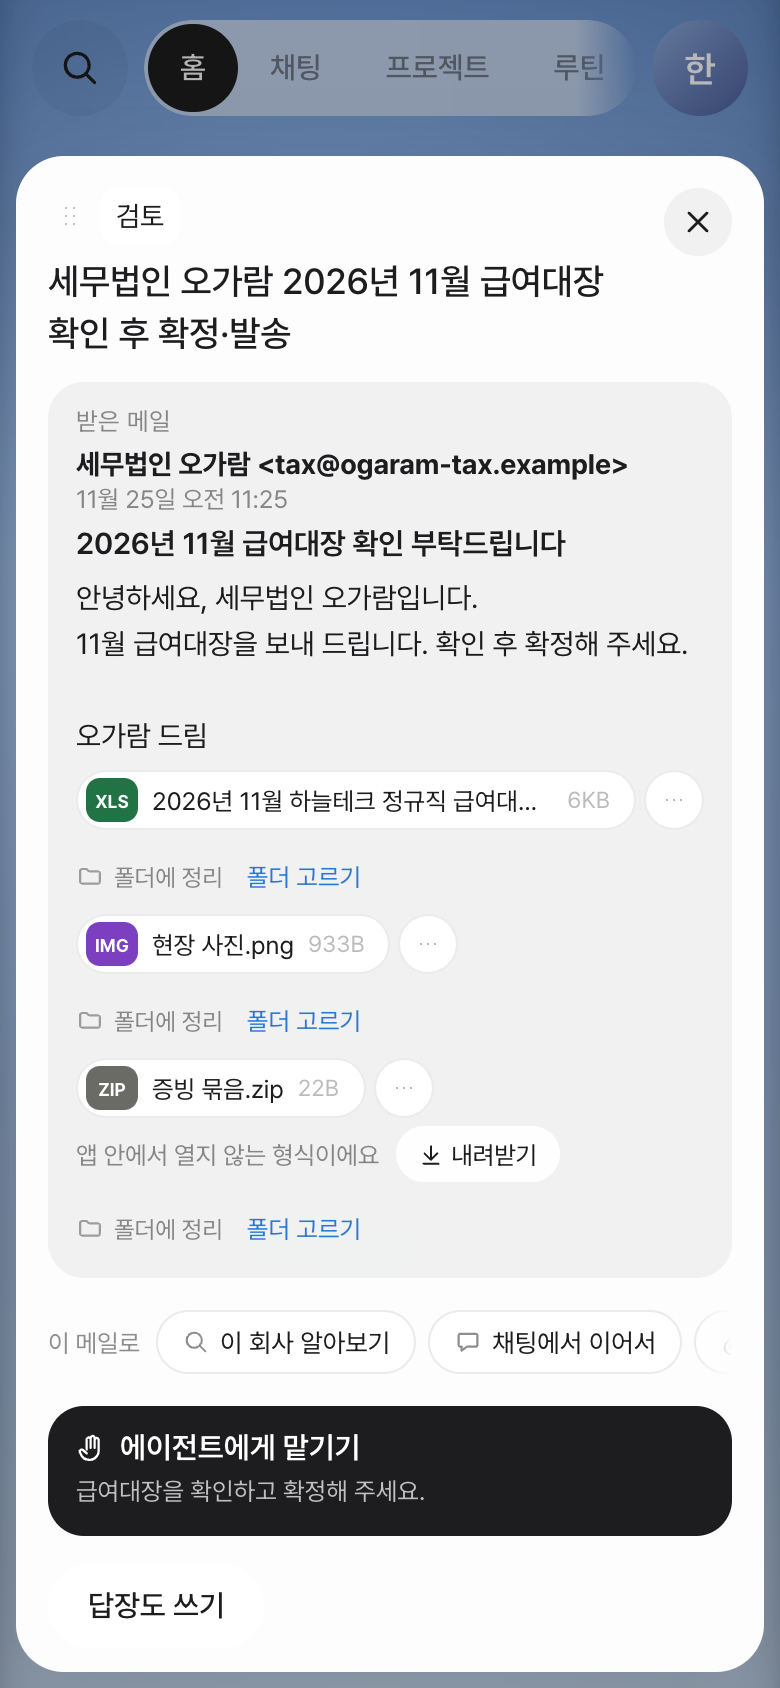 홈
채팅
프로젝트
루틴
한
검토
세무법인 오가람 2026년 11월 급여대장
확인 후 확정·발송
받은 메일
세무법인 오가람 <tax@ogaram-tax.example>
11월 25일 오전 11:25
2026년 11월 급여대장 확인 부탁드립니다
안녕하세요, 세무법인 오가람입니다.
11월 급여대장을 보내 드립니다. 확인 후 확정해 주세요.
오가람 드림
XLS 2026년 11월 하늘테크 정규직 급여대... 6KB
폴더에 정리 폴더 고르기
IMG 현장 사진.png 933B
폴더에 정리 폴더 고르기
ZIP 증빙 묶음.zip 22B
앱 안에서 열지 않는 형식이에요 내려받기
폴더에 정리 폴더 고르기
이 메일로 이 회사 알아보기 채팅에서 이어서
에이전트에게 맡기기
급여대장을 확인하고 확정해 주세요.
답장도 쓰기